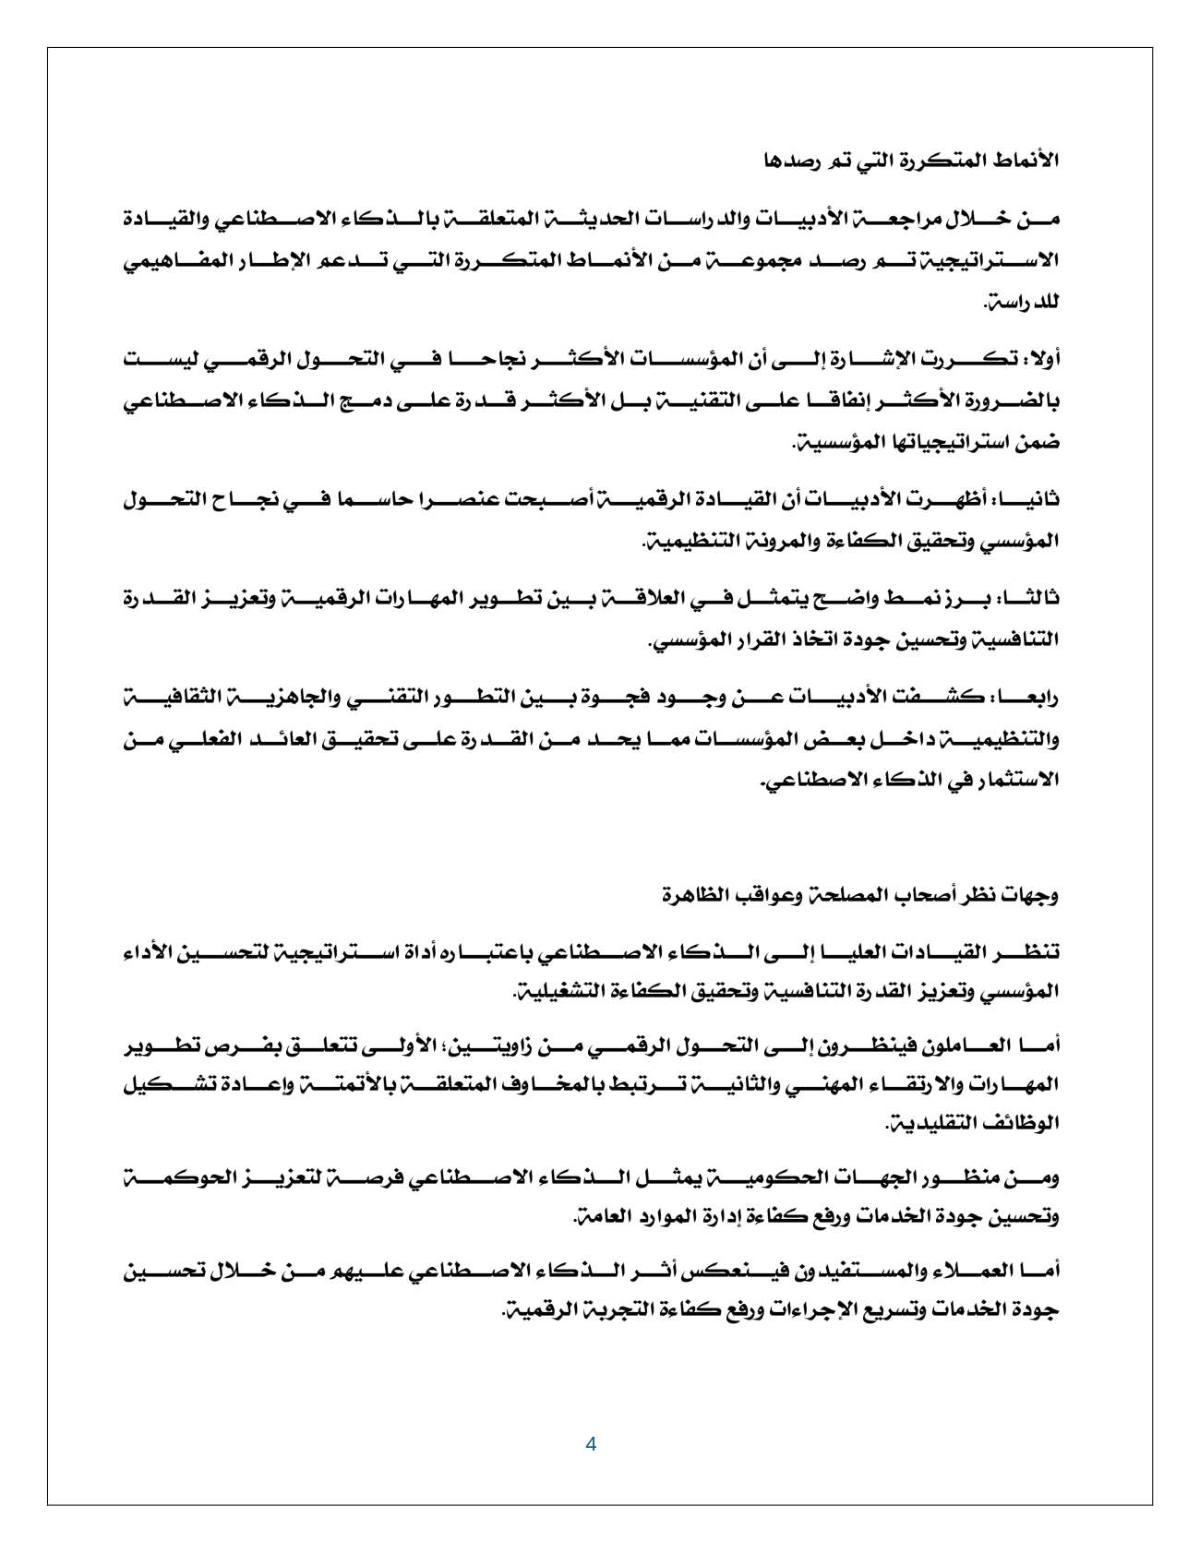 الأنماط المتكررة التي تم رصدها
من خلال مراجعة الأدبيات والدراسات الحديثة المتعلقة بالذكاء الاصطناعي والقيادة
الاستراتيجية تم رصد مجموعة من الأنماط المتكررة التي تدعم الإطار المفاهيمي
للدراسة.
أولا: تكررت الإشارة إلى أن المؤسسات الأكثر نجاحا في التحول الرقمي ليست
بالضرورة الأكثر إنفاقا على التقنية بل الأكثر قدرة على دمج الذكاء الاصطناعي
ضمن استراتيجياتها المؤسسية.
ثانيا: أظهرت الأدبيات أن القيادة الرقمية أصبحت عنصرا حاسما في نجاح التحول
المؤسسي وتحقيق الكفاءة والمرونة التنظيمية.
ثالثا: برز نمط واضح يتمثل في العلاقة بين تطوير المهارات الرقمية وتعزيز القدرة
التنافسية وتحسين جودة اتخاذ القرار المؤسسي.
رابعا: كشفت الأدبيات عن وجود فجوة بين التطور التقني والجاهزية الثقافية
والتنظيمية داخل بعض المؤسسات مما يحد من القدرة على تحقيق العائد الفعلي من
الاستثمار في الذكاء الاصطناعي.
وجهات نظر أصحاب المصلحة وعواقب الظاهرة
تنظر القيادات العليا إلى الذكاء الاصطناعي باعتباره أداة استراتيجية لتحسين الأداء
المؤسسي وتعزيز القدرة التنافسية وتحقيق الكفاءة التشغيلية.
أما العاملون فينظرون إلى التحول الرقمي من زاويتين؛ الأولى تتعلق بفرص تطوير
المهارات والارتقاء المهني والثانية ترتبط بالمخاوف المتعلقة بالأتمتة وإعادة تشكيل
الوظائف التقليدية.
ومن منظور الجهات الحكومية يمثل الذكاء الاصطناعي فرصة لتعزيز الحوكمة
وتحسين جودة الخدمات ورفع كفاءة إدارة الموارد العامة.
أما العملاء والمستفيدون فينعكس أثر الذكاء الاصطناعي عليهم من خلال تحسين
جودة الخدمات وتسريع الإجراءات ورفع كفاءة التجربة الرقمية.
4